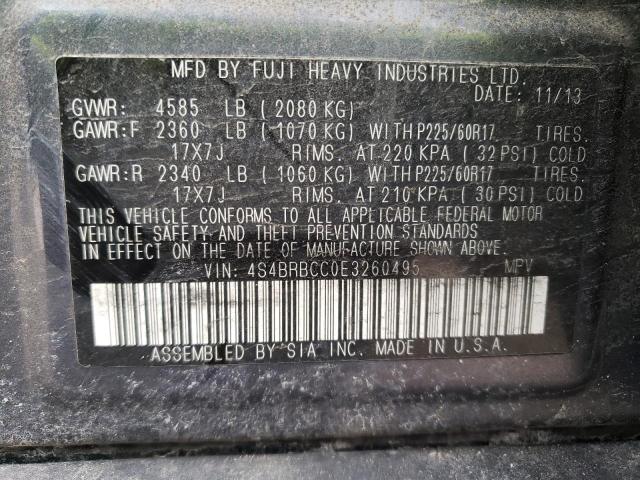 MFD BY FUJI HEAVY INDUSTRIES LTD.
DATE: 11/13
GVWR: 4585 LB ( 2080 KG)
GAWR:F 2360 LB ( 1070 KG) WITH P225/60R17 TIRES.
17X7J RIMS. AT 220 KPA ( 32 PSI) COLD
GAWR:R 2340 LB ( 1060 KG) WITH P225/60R17 TIRES.
17X7J RIMS. AT 210 KPA ( 30 PSI) COLD
THIS VEHICLE CONFORMS TO ALL APPLICABLE FEDERAL MOTOR
VEHICLE SAFETY AND THEFT PREVENTION STANDARDS
IN EFFECT ON THE DATE OF MANUFACTURE SHOWN ABOVE.
VIN: 4S4BRBCC0E3260495 MPV
ASSEMBLED BY SIA INC. MADE IN U.S.A.